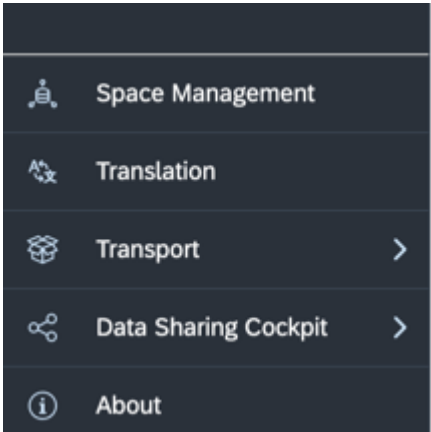 Space Management
Translation
Transport
Data Sharing Cockpit
About